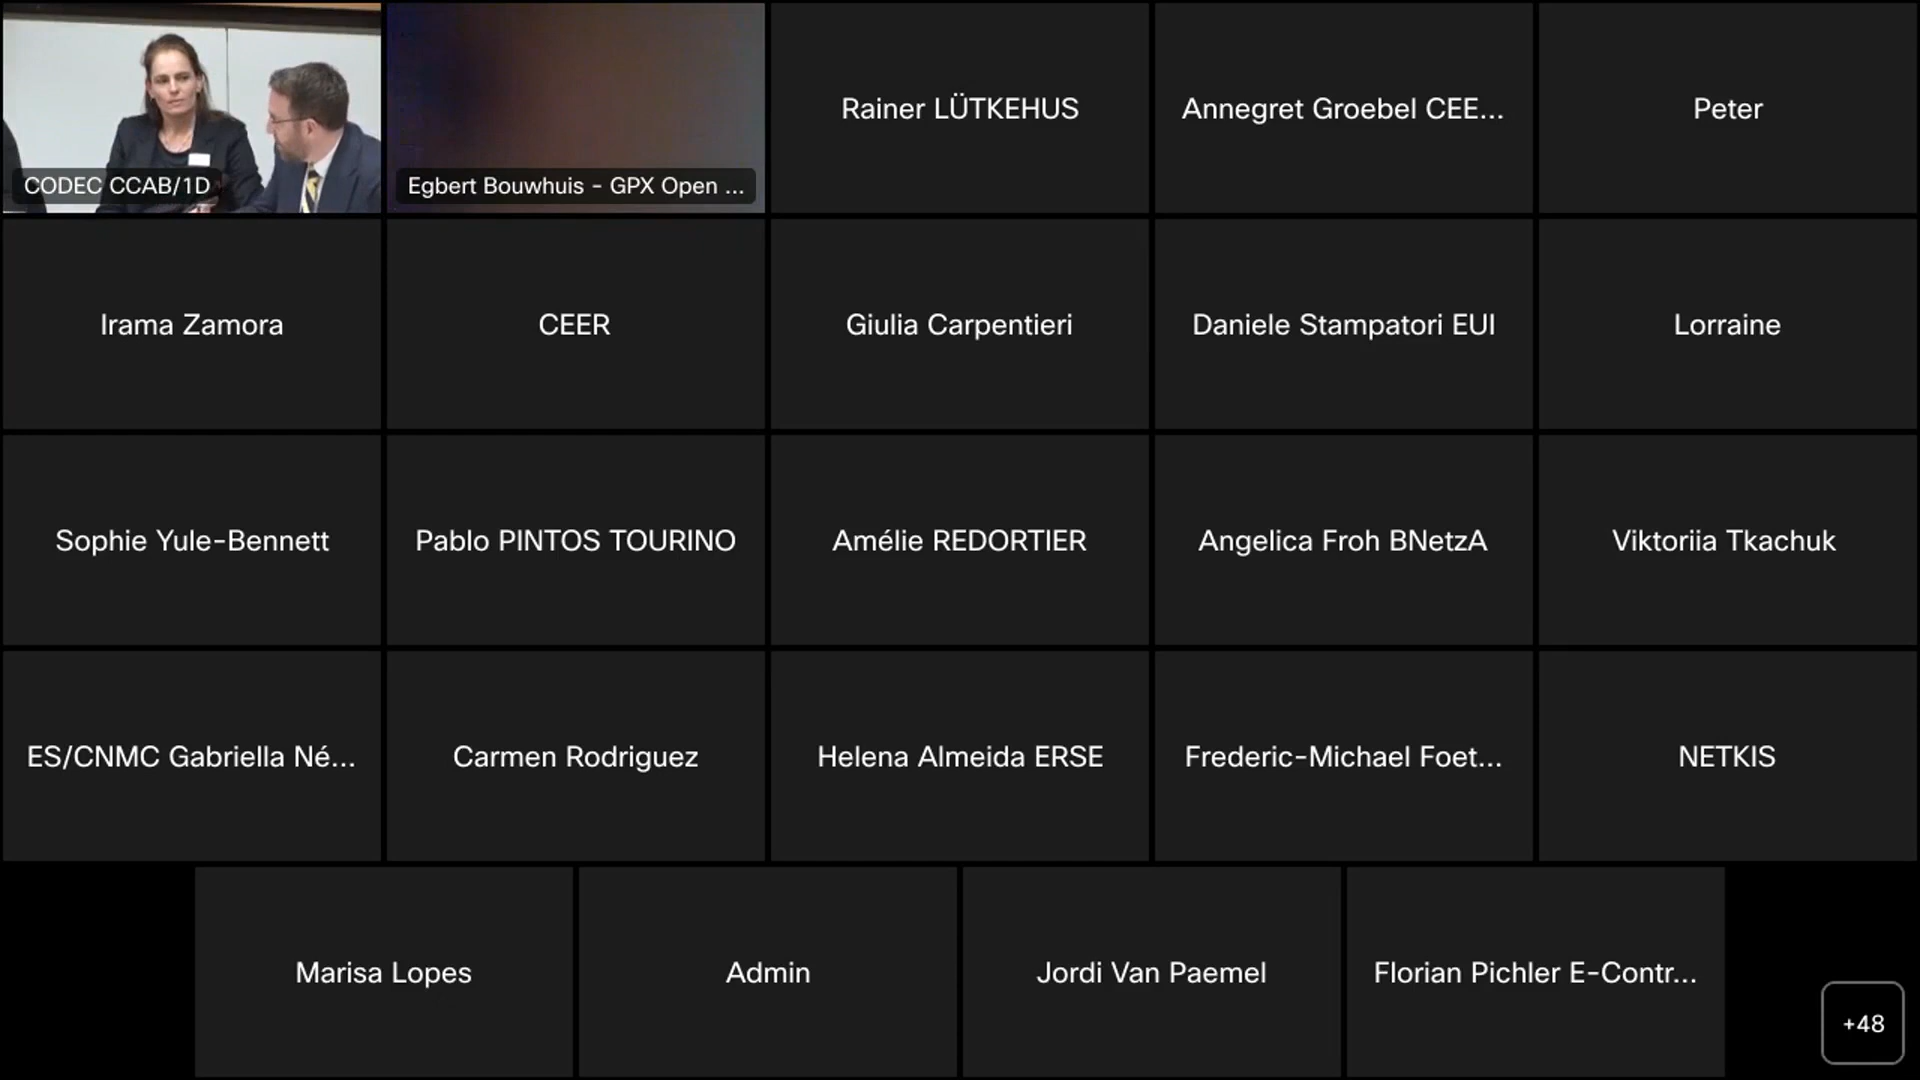 CODEC CCAB/1D
Egbert Bouwhuis - GPX Open ...
Rainer LÜTKEHUS
Annegret Groebel CEE...
Peter
Irama Zamora
CEER
Giulia Carpentieri
Daniele Stampatori EUI
Lorraine
Sophie Yule-Bennett
Pablo PINTOS TOURINO
Amélie REDORTIER
Angelica Froh BNetzA
Viktoriia Tkachuk
ES/CNMC Gabriella Né...
Carmen Rodriguez
Helena Almeida ERSE
Frederic-Michael Foet...
NETKIS
Marisa Lopes
Admin
Jordi Van Paemel
Florian Pichler E-Contr...
+48